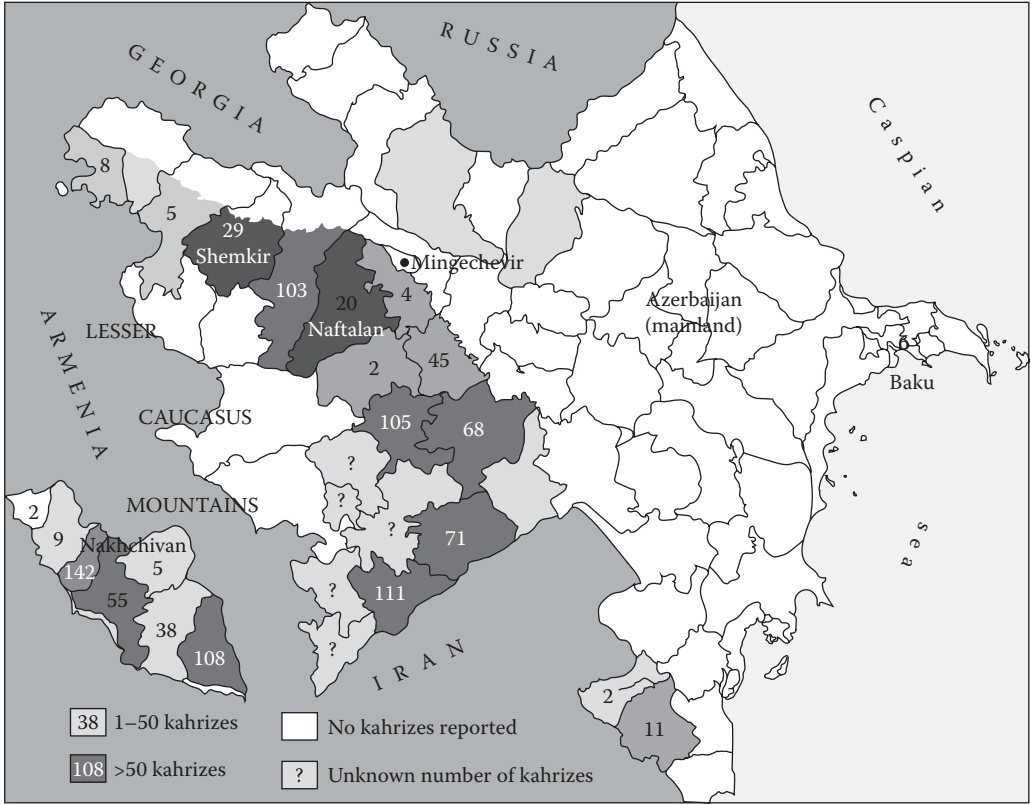 RUSSIA
GEORGIA
Caspian
8
5
29
Shemkir
Mingechevir
103
4
20
Naftalan
Azerbaijan
(mainland)
ARMENIA
LESSER
6
2
45
Baku
CAUCASUS
105
68
?
MOUNTAINS
?
2
?
sea
9
Nakhchivan
71
142
5
?
111
55
38
?
108
IRAN
2
38 1–50 kahrizes
No kahrizes reported
11
108 >50 kahrizes
? Unknown number of kahrizes